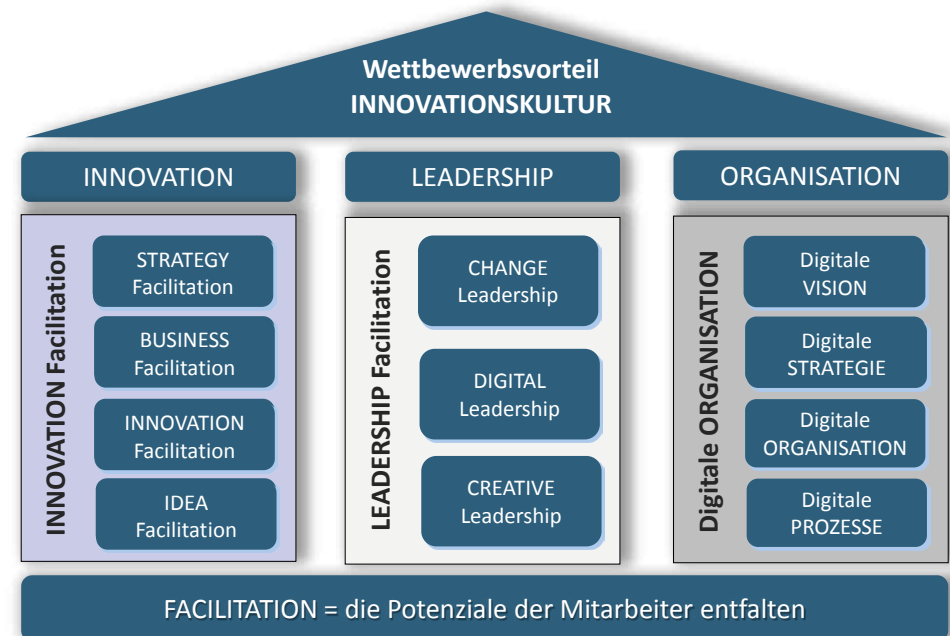 Wettbewerbsvorteil
INNOVATIONSKULTUR
INNOVATION
INNOVATION Facilitation
STRATEGY
Facilitation
BUSINESS
Facilitation
INNOVATION
Facilitation
IDEA
Facilitation
LEADERSHIP
LEADERSHIP Facilitation
CHANGE
Leadership
DIGITAL
Leadership
CREATIVE
Leadership
ORGANISATION
Digitale ORGANISATION
Digitale
VISION
Digitale
STRATEGIE
Digitale
ORGANISATION
Digitale
PROZESSE
FACILITATION = die Potenziale der Mitarbeiter entfalten